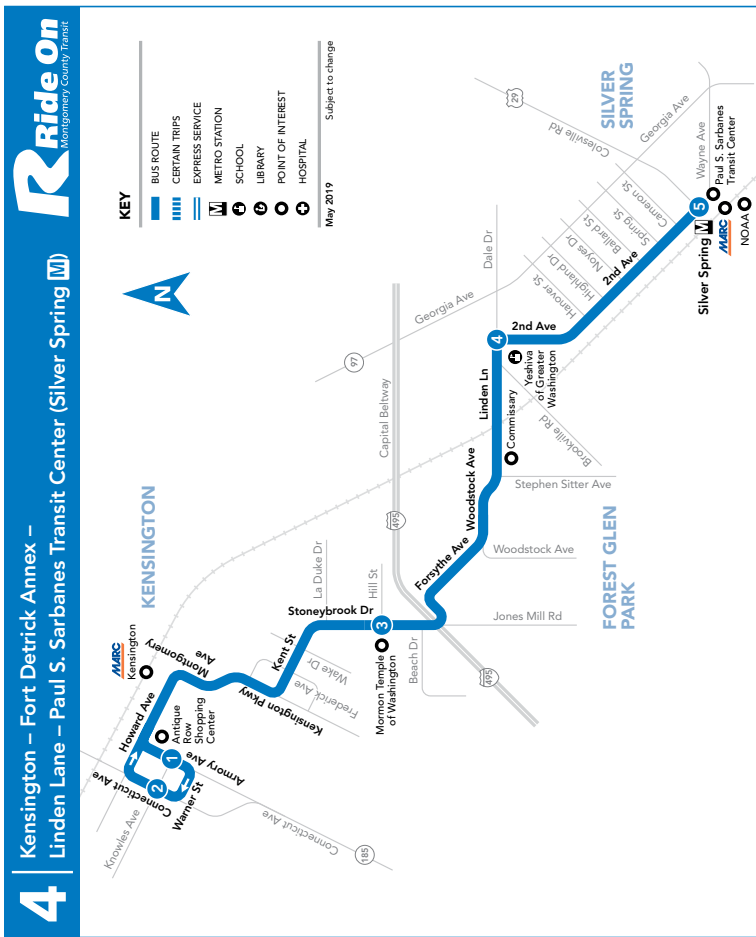 4
Kensington – Fort Detrick Annex –
Linden Lane – Paul S. Sarbanes Transit Center (Silver Spring M)
R Ride On
Montgomery County Transit
KEY
BUS ROUTE
CERTAIN TRIPS
EXPRESS SERVICE
M METRO STATION
SCHOOL
LIBRARY
POINT OF INTEREST
HOSPITAL
May 2019
Subject to change
N
KENSINGTON
MARC
Kensington
Knowles Ave
Connecticut Ave
Howard Ave
Montgomery
Ave
2
1
Antique
Row
Shopping
Center
Warner St
Armory Ave
Connecticut Ave
185
Kensington Pkwy
Frederick Ave
Wake Dr
Kent St
La Duke Dr
Stoneybrook Dr
Hill St
3
Mormon Temple
of Washington
Beach Dr
Jones Mill Rd
495
495
Capital Beltway
Forsythe Ave
Woodstock Ave
Woodstock Ave
FOREST GLEN
PARK
Stephen Sitter Ave
Commissary
Linden Ln
Brookville Rd
4
Yeshiva
of Greater
Washington
97
Georgia Ave
Dale Dr
2nd Ave
Hanover St
Highland Dr
Noyes Dr
Ballard St
Spring St
Cameron St
2nd Ave
29
Colesville Rd
SILVER
SPRING
Georgia Ave
Wayne Ave
5
Silver Spring M
Paul S. Sarbanes
Transit Center
MARC
NOAA